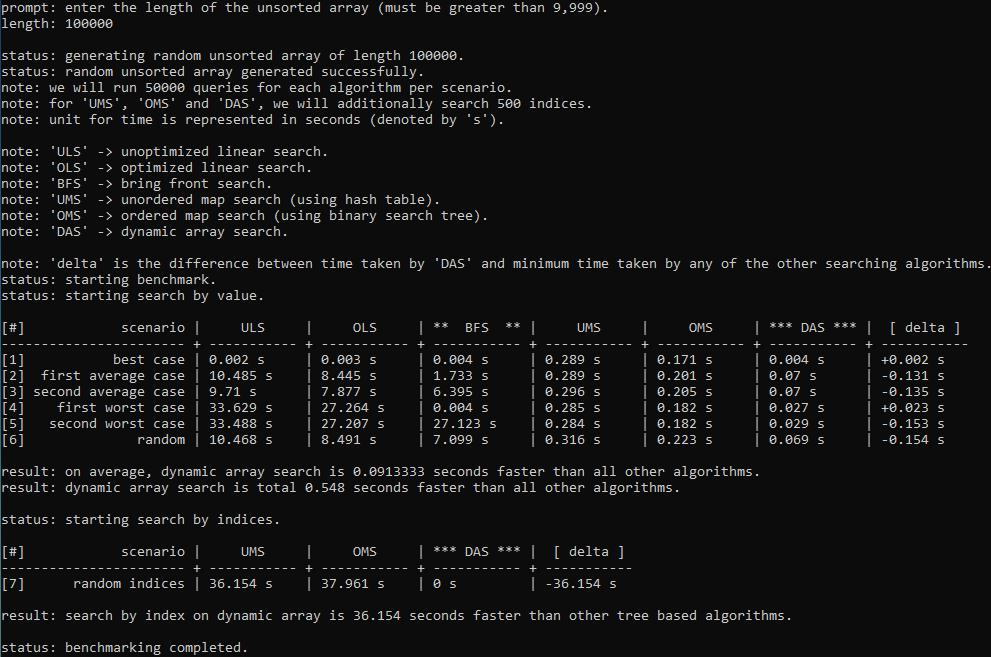 prompt: enter the length of the unsorted array (must be greater than 9,999).
length: 100000
status: generating random unsorted array of length 100000.
status: random unsorted array generated successfully.
note: we will run 50000 queries for each algorithm per scenario.
note: for 'UMS', 'OMS' and 'DAS', we will additionally search 500 indices.
note: unit for time is represented in seconds (denoted by 's').
note: 'ULS' -> unoptimized linear search.
note: 'OLS' -> optimized linear search.
note: 'BFS' -> bring front search.
note: 'UMS' -> unordered map search (using hash table).
note: 'OMS' -> ordered map search (using binary search tree).
note: 'DAS' -> dynamic array search.
note: 'delta' is the difference between time taken by 'DAS' and minimum time taken by any of the other searching algorithms.
status: starting benchmark.
status: starting search by value.
[#]            scenario |     ULS     |     OLS     | **  BFS  ** |     UMS     |     OMS     | *** DAS *** |  [ delta ]
----------------------- + ----------- + ----------- + ----------- + ----------- + ----------- + ----------- + -----------
[1]           best case | 0.002 s     | 0.003 s     | 0.004 s     | 0.289 s     | 0.171 s     | 0.004 s     | +0.002 s
[2]  first average case | 10.485 s    | 8.445 s     | 1.733 s     | 0.289 s     | 0.201 s     | 0.07 s      | -0.131 s
[3] second average case | 9.71 s      | 7.877 s     | 6.395 s     | 0.296 s     | 0.205 s     | 0.07 s      | -0.135 s
[4]    first worst case | 33.629 s    | 27.264 s    | 0.004 s     | 0.285 s     | 0.182 s     | 0.027 s     | +0.023 s
[5]   second worst case | 33.488 s    | 27.207 s    | 27.123 s    | 0.284 s     | 0.182 s     | 0.029 s     | -0.153 s
[6]              random | 10.468 s    | 8.491 s     | 7.099 s     | 0.316 s     | 0.223 s     | 0.069 s     | -0.154 s
result: on average, dynamic array search is 0.0913333 seconds faster than all other algorithms.
result: dynamic array search is total 0.548 seconds faster than all other algorithms.
status: starting search by indices.
[#]            scenario |     UMS     |     OMS     | *** DAS *** |  [ delta ]
----------------------- + ----------- + ----------- + ----------- + -----------
[7]      random indices | 36.154 s    | 37.961 s    | 0 s         | -36.154 s
result: search by index on dynamic array is 36.154 seconds faster than other tree based algorithms.
status: benchmarking completed.